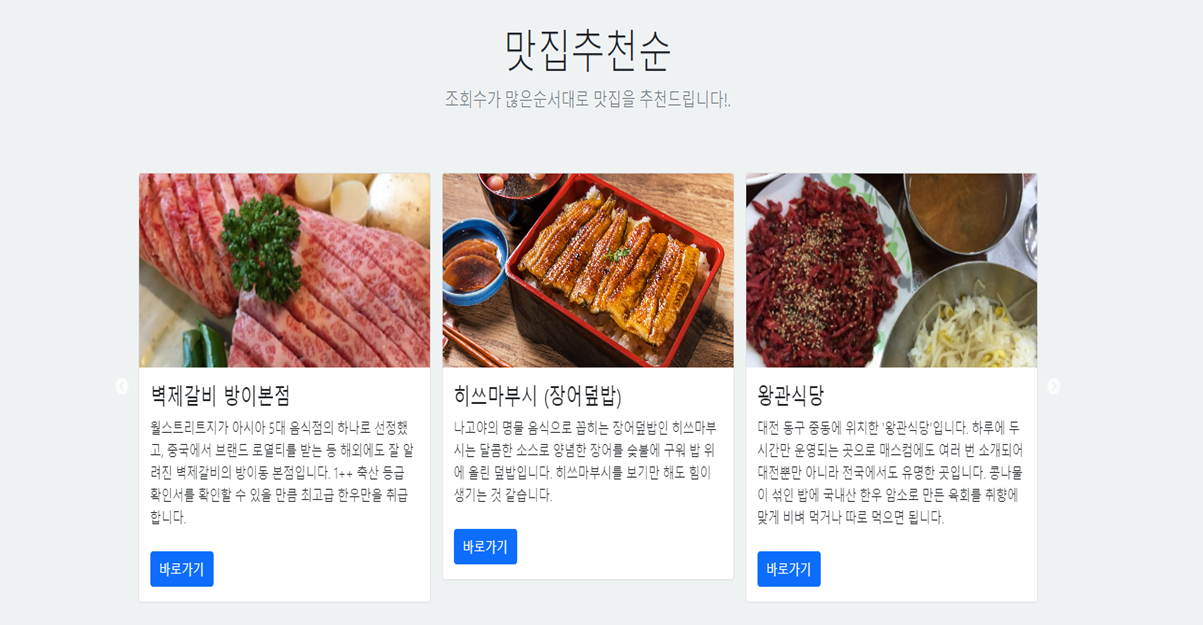 맛집추천순
조회수가 많은순서대로 맛집을 추천드립니다!.
벽제갈비 방이본점
월스트리트지가 아시아 5대 음식점의 하나로 선정했
고, 중국에서 브랜드 로열티를 받는 등 해외에도 잘 알
려진 벽제갈비의 방이동 본점입니다. 1++ 축산 등급
확인서를 확인할 수 있을 만큼 최고급 한우만을 취급
합니다.
바로가기
히쓰마부시 (장어덮밥)
나고야의 명물 음식으로 꼽히는 장어덮밥인 히쓰마부
시는 달콤한 소스로 양념한 장어를 숯불에 구워 밥 위
에 올린 덮밥입니다. 히쓰마부시를 보기만 해도 힘이
생기는 것 같습니다.
바로가기
왕관식당
대전 동구 중동에 위치한 '왕관식당'입니다. 하루에 두
시간만 운영되는 곳으로 매스컴에도 여러 번 소개되어
대전뿐만 아니라 전국에서도 유명한 곳입니다. 콩나물
이 섞인 밥에 국내산 한우 암소로 만든 육회를 취향에
맞게 비벼 먹거나 따로 먹으면 됩니다.
바로가기